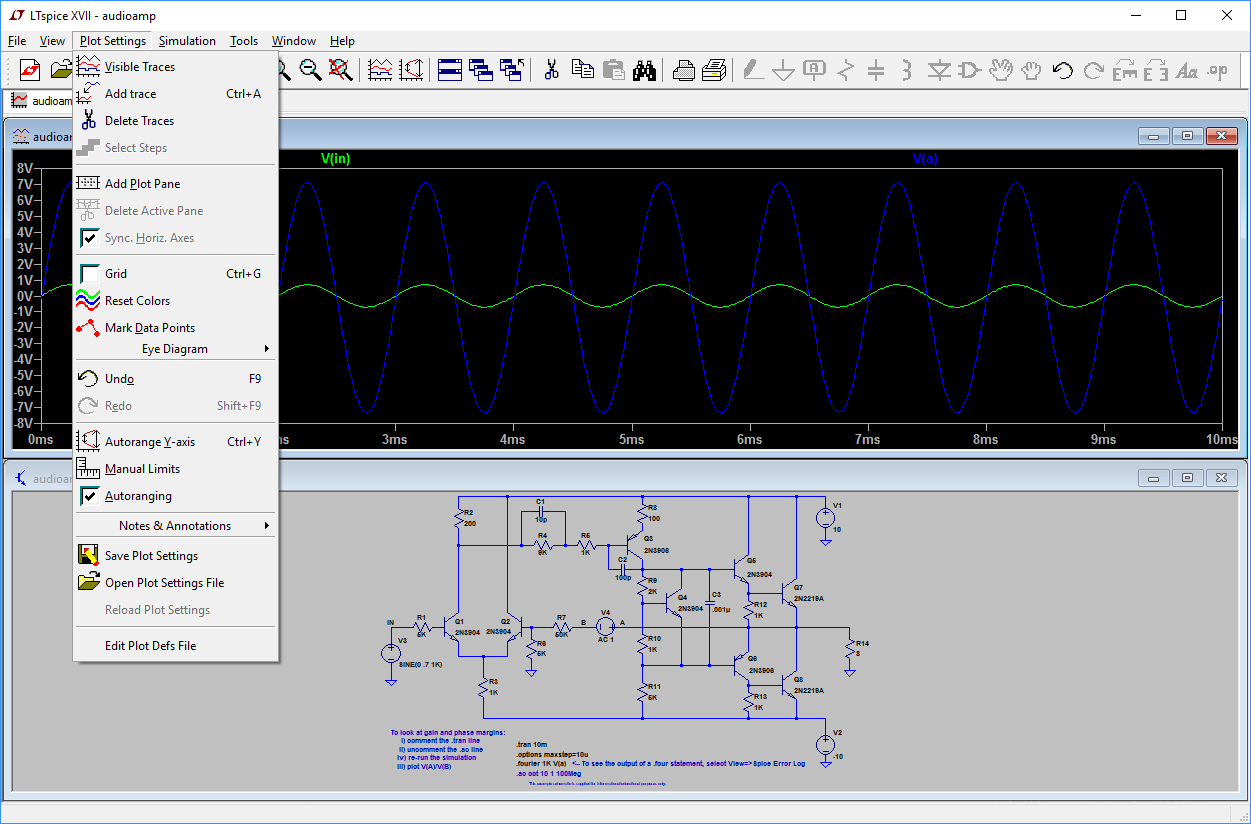 LTspice XVII - audioamp
File View Plot Settings Simulation Tools Window Help
audioam
Visible Traces
Add trace Ctrl+A
Delete Traces
Select Steps
Add Plot Pane
Delete Active Pane
Sync. Horiz. Axes
Grid Ctrl+G
Reset Colors
Mark Data Points
Eye Diagram
Undo F9
Redo Shift+F9
Autorange Y-axis Ctrl+Y
Manual Limits
Autoranging
Notes & Annotations
Save Plot Settings
Open Plot Settings File
Reload Plot Settings
Edit Plot Defs File
.op
V(in) V(a)
8V
7V
6V
5V
4V
3V
2V
1V
0V
-1V
-2V
-3V
-4V
-5V
-6V
-7V
-8V
0ms 3ms 4ms 5ms 6ms 7ms 8ms 9ms 10ms
C1
10p
R2
200
R4
9K
R5
1K
R8
100
Q3
2N3906
C2
100p
R9
2K
Q4
2N3904
C3
.001µ
Q5
2N3904
Q7
2N2219A
R12
1K
V1
10
IN
R1
5K
V3
SINE(0 .7 1K)
Q1
2N3904
Q2
2N3904
R3
1K
R6
5K
R7
50K
B
V4
AC 1
A
R10
1K
R11
5K
Q6
2N3906
Q8
2N2219A
R13
1K
R14
8
V2
-10
To look at gain and phase margins:
i) comment the .tran line
ii) uncomment the .ac line
iv) re-run the simulation
iii) plot V(A)/V(B)
.tran 10m
.options maxstep=10u
.fourier 1K V(a) <-- To see the output of a .four statement, select View=>Spice Error Log
.ac oct 10 1 100Meg